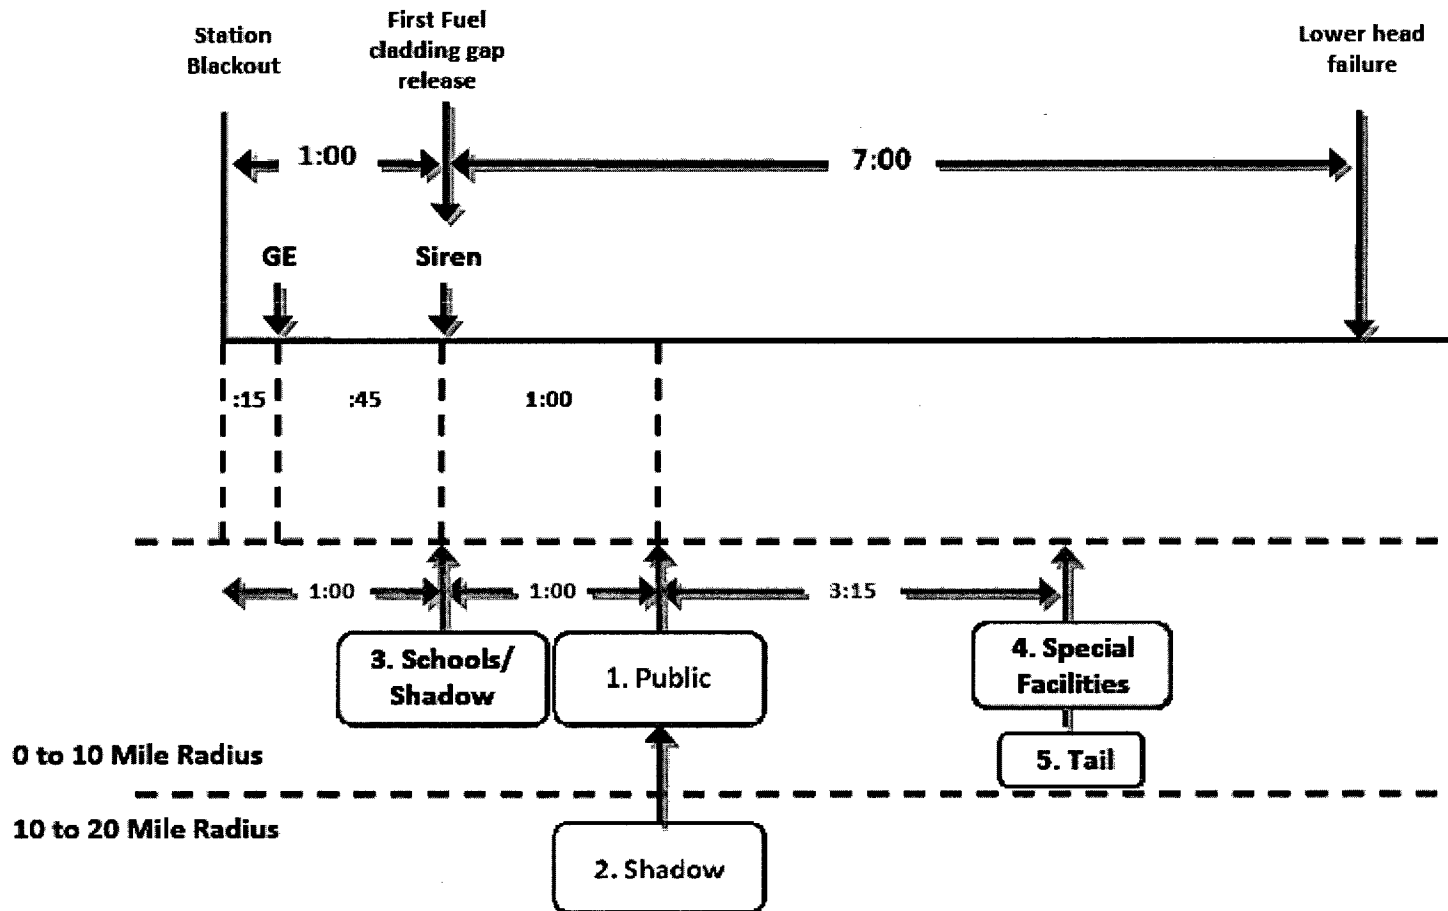 Station
Blackout
First Fuel
cladding gap
release
Lower head
failure
1:00
7:00
GE
Siren
:15
:45
1:00
1:00
1:00
3:15
3. Schools/
Shadow
1. Public
4. Special
Facilities
5. Tail
0 to 10 Mile Radius
10 to 20 Mile Radius
2. Shadow